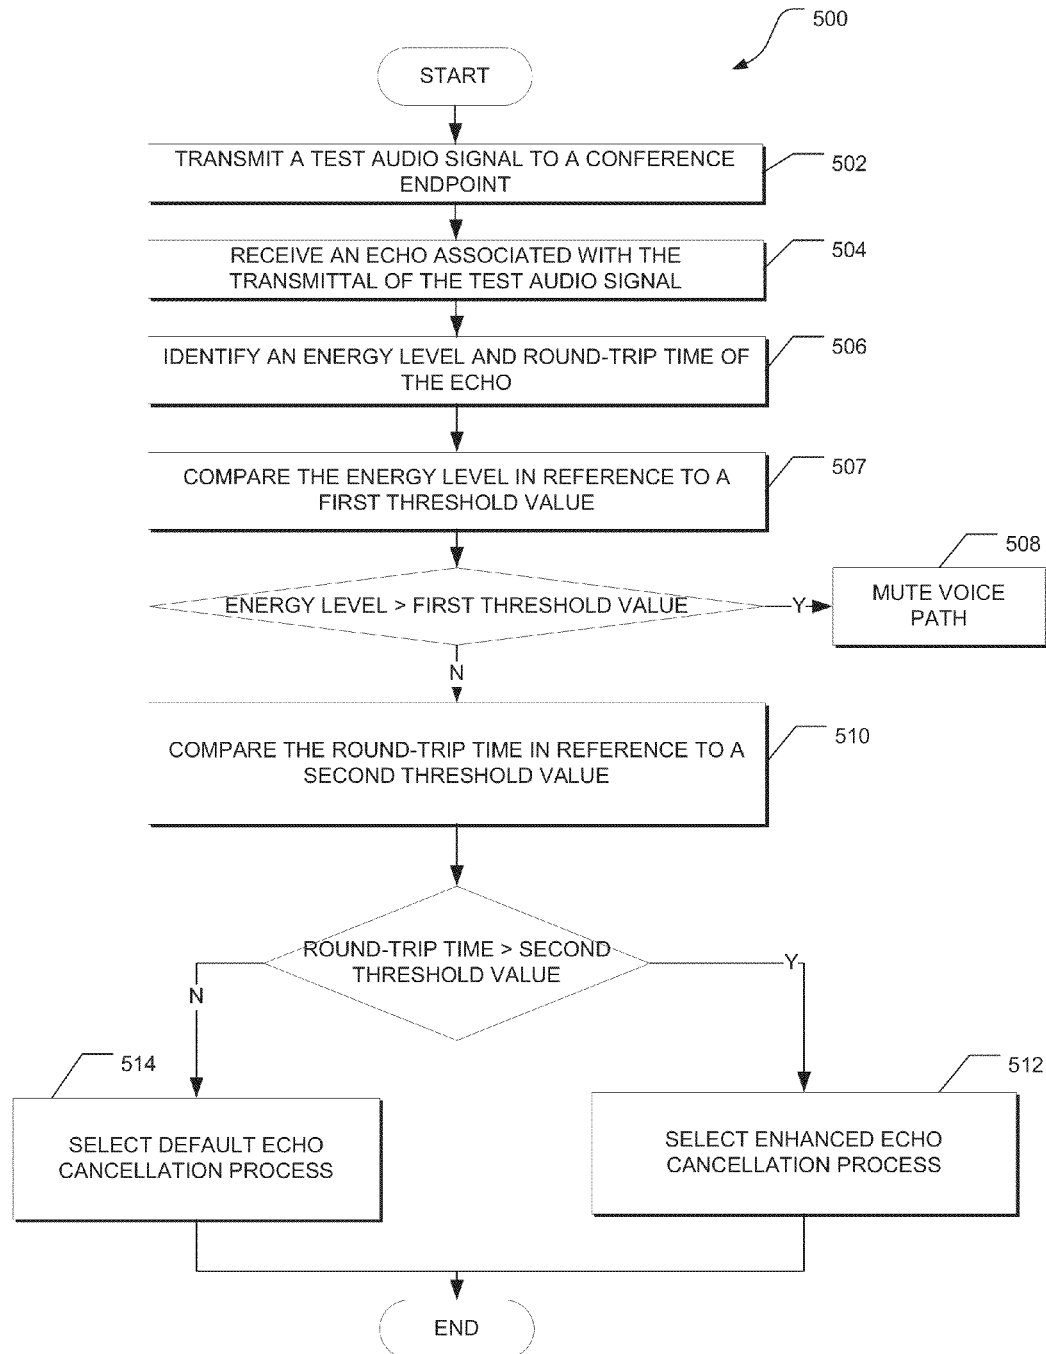 500
START
TRANSMIT A TEST AUDIO SIGNAL TO A CONFERENCE
ENDPOINT
502
RECEIVE AN ECHO ASSOCIATED WITH THE
TRANSMITTAL OF THE TEST AUDIO SIGNAL
504
IDENTIFY AN ENERGY LEVEL AND ROUND-TRIP TIME OF
THE ECHO
506
COMPARE THE ENERGY LEVEL IN REFERENCE TO A
FIRST THRESHOLD VALUE
507
ENERGY LEVEL > FIRST THRESHOLD VALUE
Y
508
MUTE VOICE
PATH
N
COMPARE THE ROUND-TRIP TIME IN REFERENCE TO A
SECOND THRESHOLD VALUE
510
ROUND-TRIP TIME > SECOND
THRESHOLD VALUE
N
Y
514
SELECT DEFAULT ECHO
CANCELLATION PROCESS
512
SELECT ENHANCED ECHO
CANCELLATION PROCESS
END